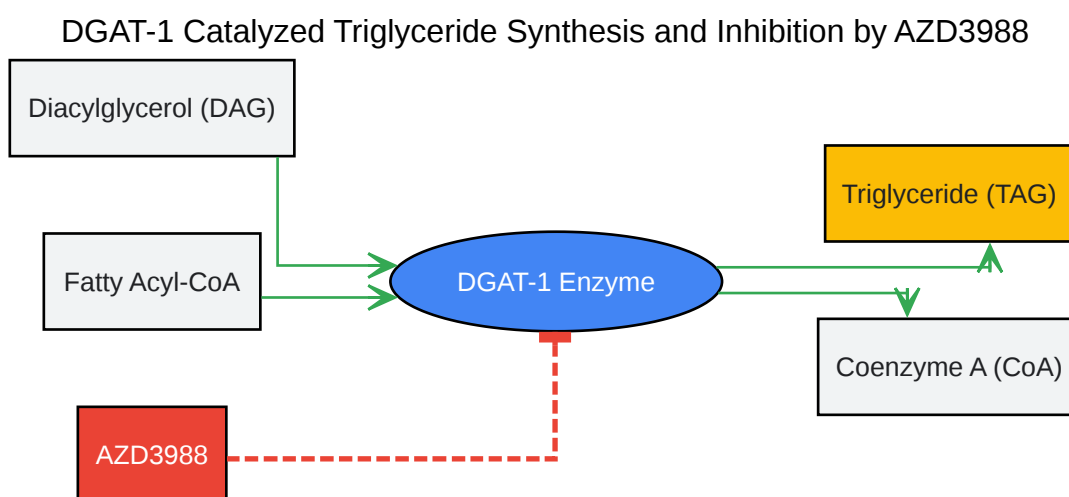 DGAT-1 Catalyzed Triglyceride Synthesis and Inhibition by AZD3988
Diacylglycerol (DAG)
Triglyceride (TAG)
Fatty Acyl-CoA
DGAT-1 Enzyme
Coenzyme A (CoA)
AZD3988